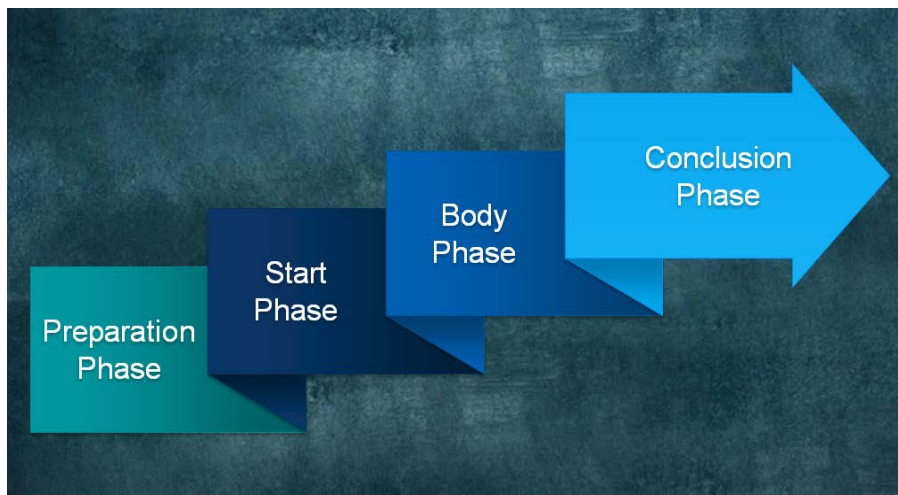 Preparation
Phase
Start
Phase
Body
Phase
Conclusion
Phase